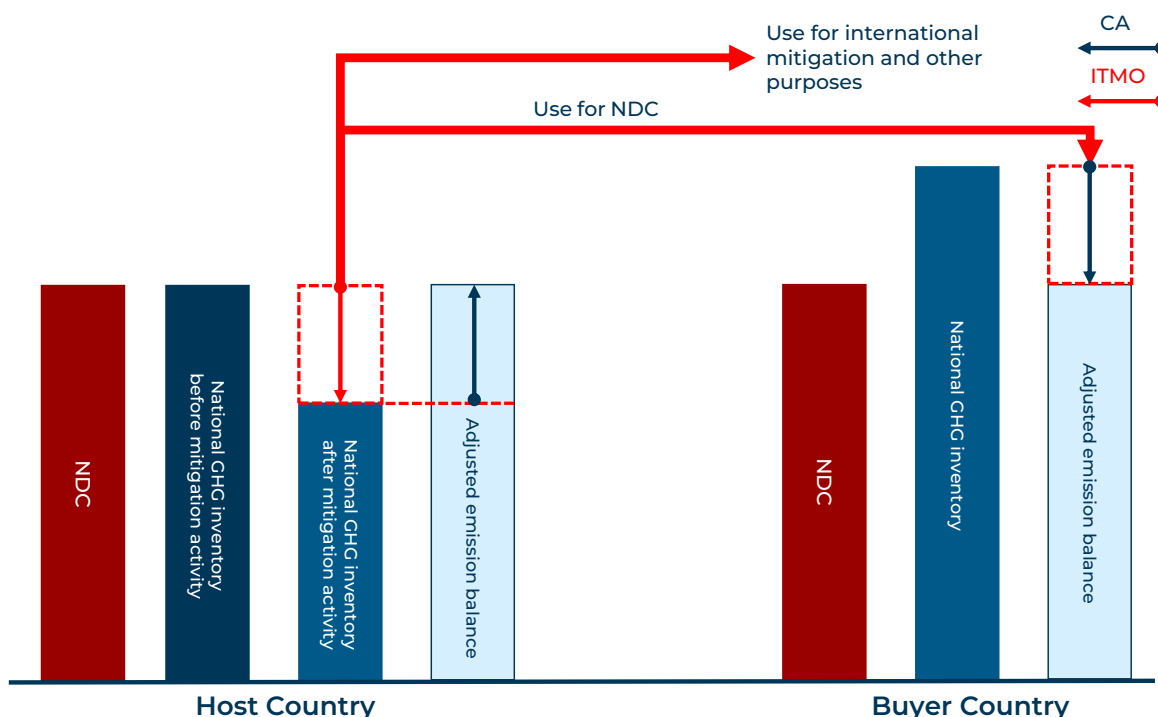 Use for international
mitigation and other
purposes
CA
ITMO
Use for NDC
NDC
National GHG inventory
before mitigation activity
National GHG inventory
after mitigation activity
Adjusted emission balance
NDC
National GHG inventory
Adjusted emission balance
Host Country
Buyer Country